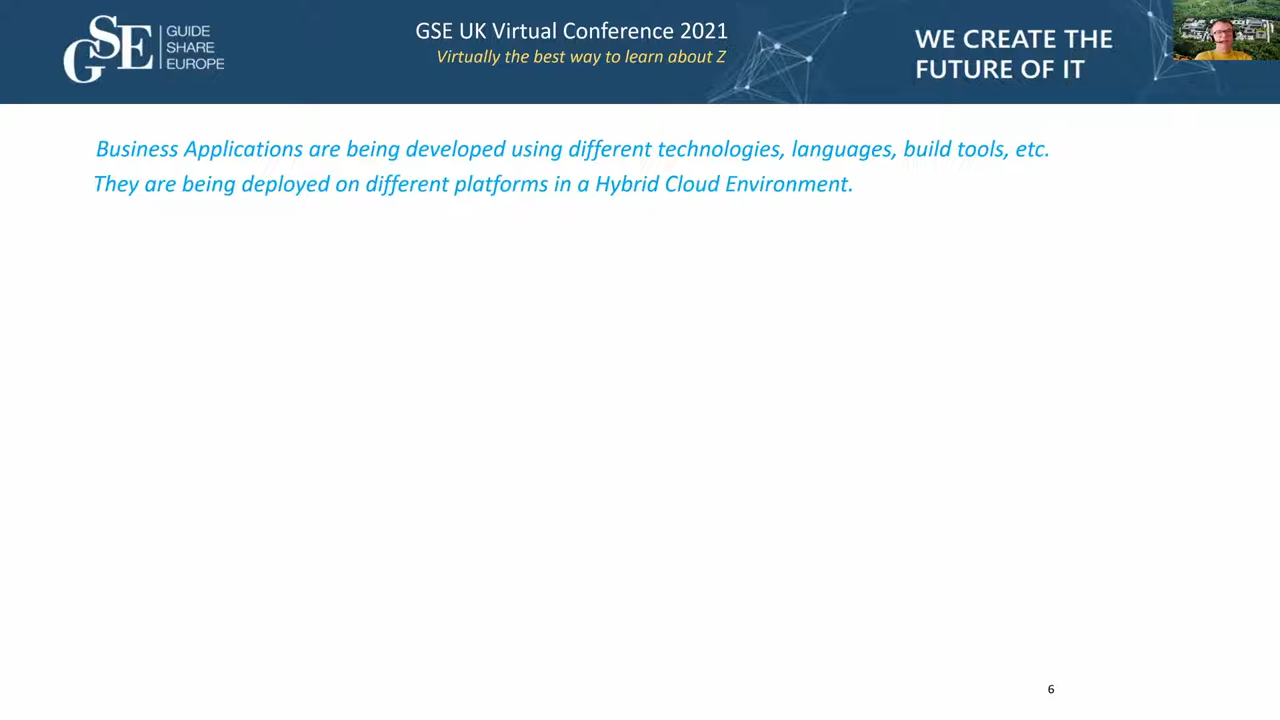 GSE
GUIDE
SHARE
EUROPE
GSE UK Virtual Conference 2021
Virtually the best way to learn about Z
WE CREATE THE
FUTURE OF IT
Business Applications are being developed using different technologies, languages, build tools, etc.
They are being deployed on different platforms in a Hybrid Cloud Environment.
6